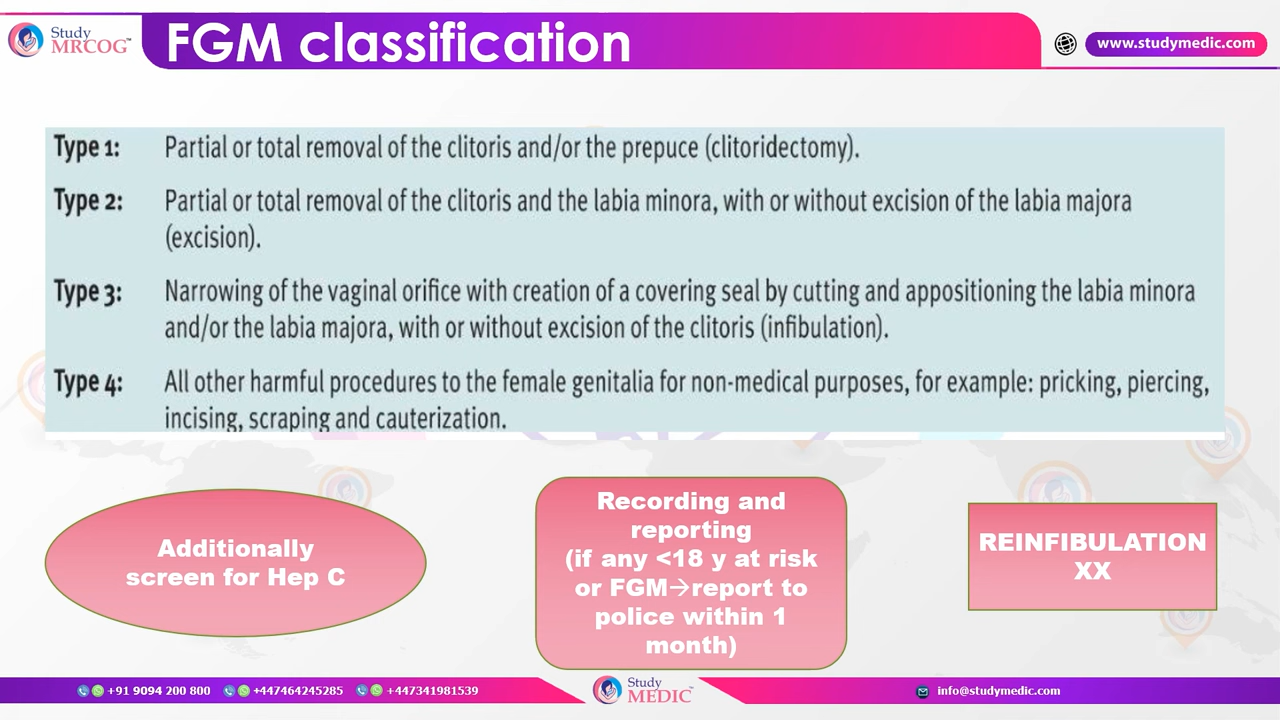 Study
MRCOG™
FGM classification
www.studymedic.com
Type 1: Partial or total removal of the clitoris and/or the prepuce (clitoridectomy).
Type 2: Partial or total removal of the clitoris and the labia minora, with or without excision of the labia majora
(excision).
Type 3: Narrowing of the vaginal orifice with creation of a covering seal by cutting and appositioning the labia minora
and/or the labia majora, with or without excision of the clitoris (infibulation).
Type 4: All other harmful procedures to the female genitalia for non-medical purposes, for example: pricking, piercing,
incising, scraping and cauterization.
Additionally
screen for Hep C
Recording and
reporting
(if any <18 y at risk
or FGM→report to
police within 1
month)
REINFIBULATION
XX
+91 9094 200 800 +447464245285 +447341981539
Study
MEDIC™
info@studymedic.com